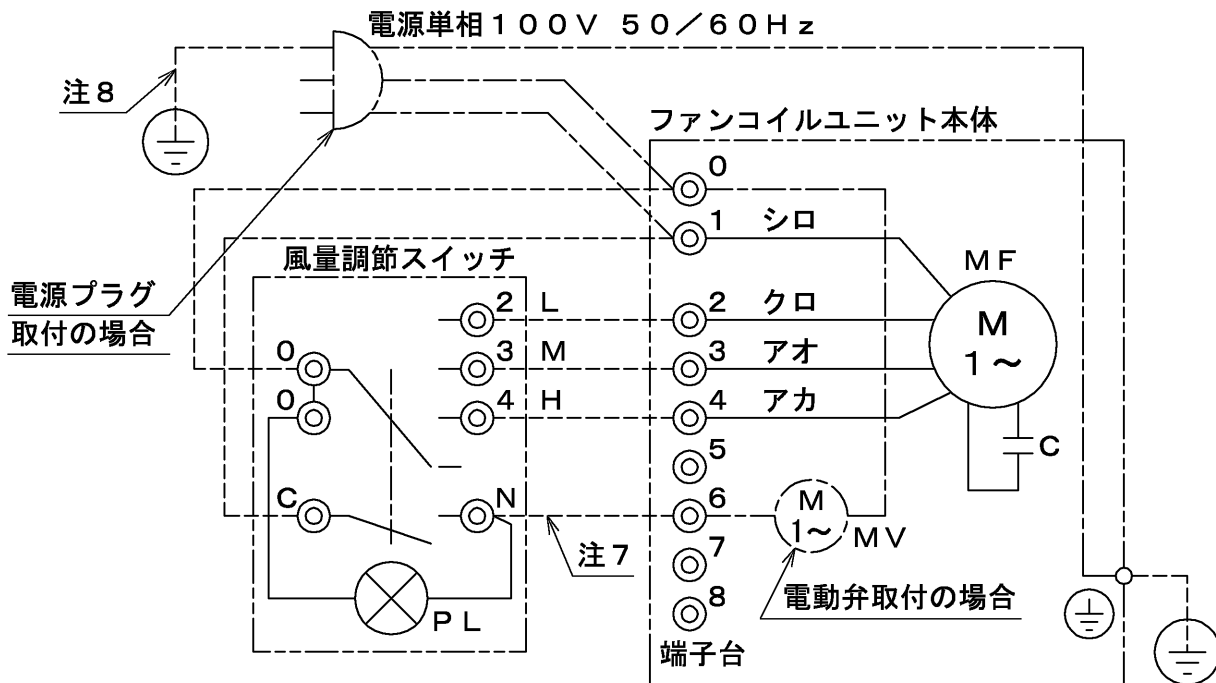 電源単相100V 50/60Hz
注8
ファンコイルユニット本体
0
1 シロ
風量調節スイッチ
MF
電源プラグ
取付の場合
2 L
2 クロ
M
1~
0
3 M
3 アオ
0
4 H
4 アカ
C
5
C
N
6
M
1~
MV
注7
7
電動弁取付の場合
8
PL
端子台